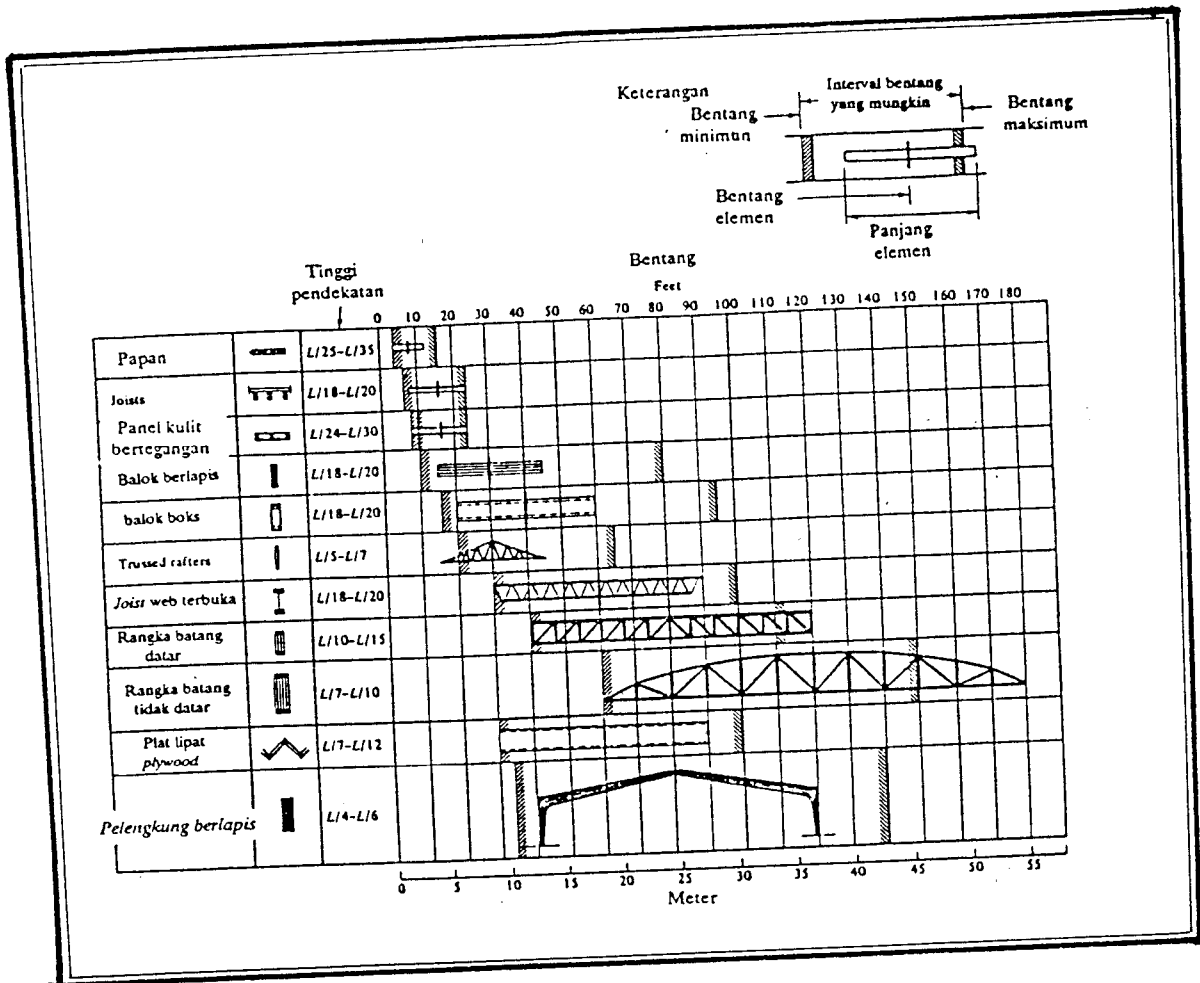 Keterangan
Bentang
minimun
Interval bentang
yang mungkin
Bentang
maksimum
Bentang
elemen
Panjang
elemen
Tinggi
pendekatan
Bentang
Feet
0 10 20 30 40 50 60 70 80 90 100 110 120 130 140 150 160 170 180
Papan L/25-L/35
Joists L/18-L/20
Panel kulit
bertegangan L/24-L/30
Balok berlapis L/18-L/20
balok boks L/18-L/20
Trussed rafters L/5-L/7
Joist web terbuka L/18-L/20
Rangka batang
datar L/10-L/15
Rangka batang
tidak datar L/7-L/10
Plat lipat
plywood L/7-L/12
Pelengkung berlapis L/4-L/6
0 5 10 15 20 25 30 35 40 45 50 55
Meter